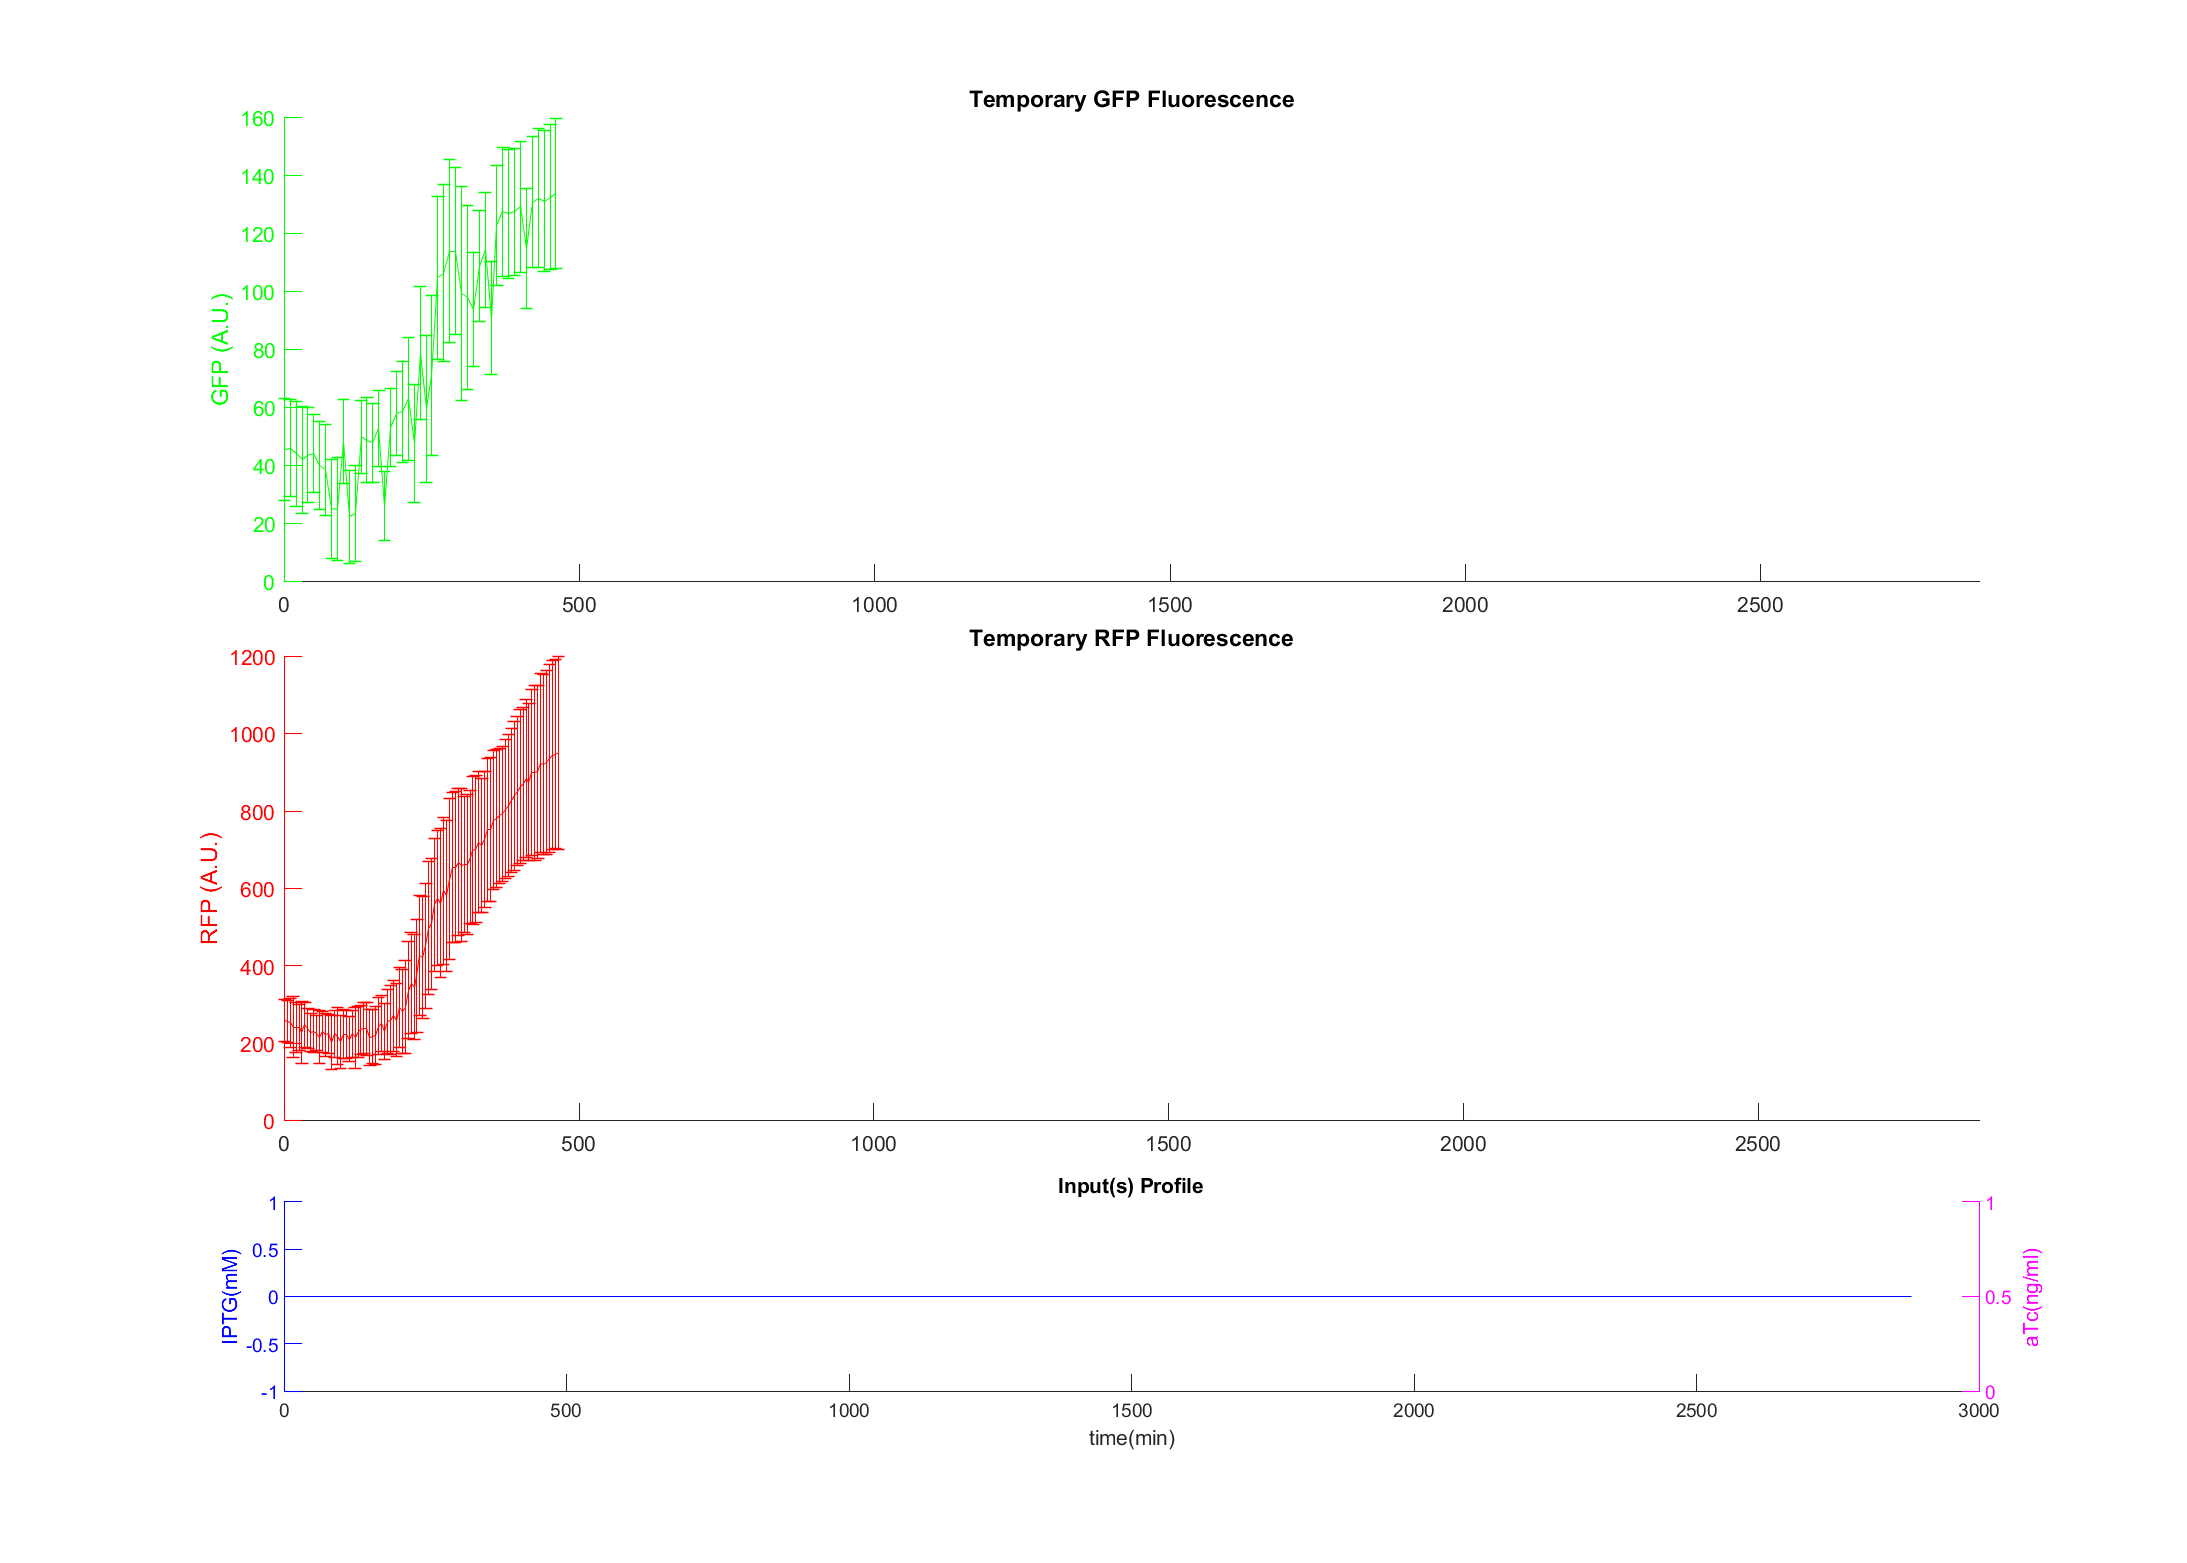 Temporary GFP Fluorescence
160
140
120
100
80
60
40
20
0
GFP (A.U.)
0 500 1000 1500 2000 2500
Temporary RFP Fluorescence
1200
1000
800
600
400
200
0
RFP (A.U.)
0 500 1000 1500 2000 2500
Input(s) Profile
1
0.5
0
-0.5
-1
IPTG(mM)
1
0.5
0
aTc(ng/ml)
0 500 1000 1500 2000 2500 3000
time(min)